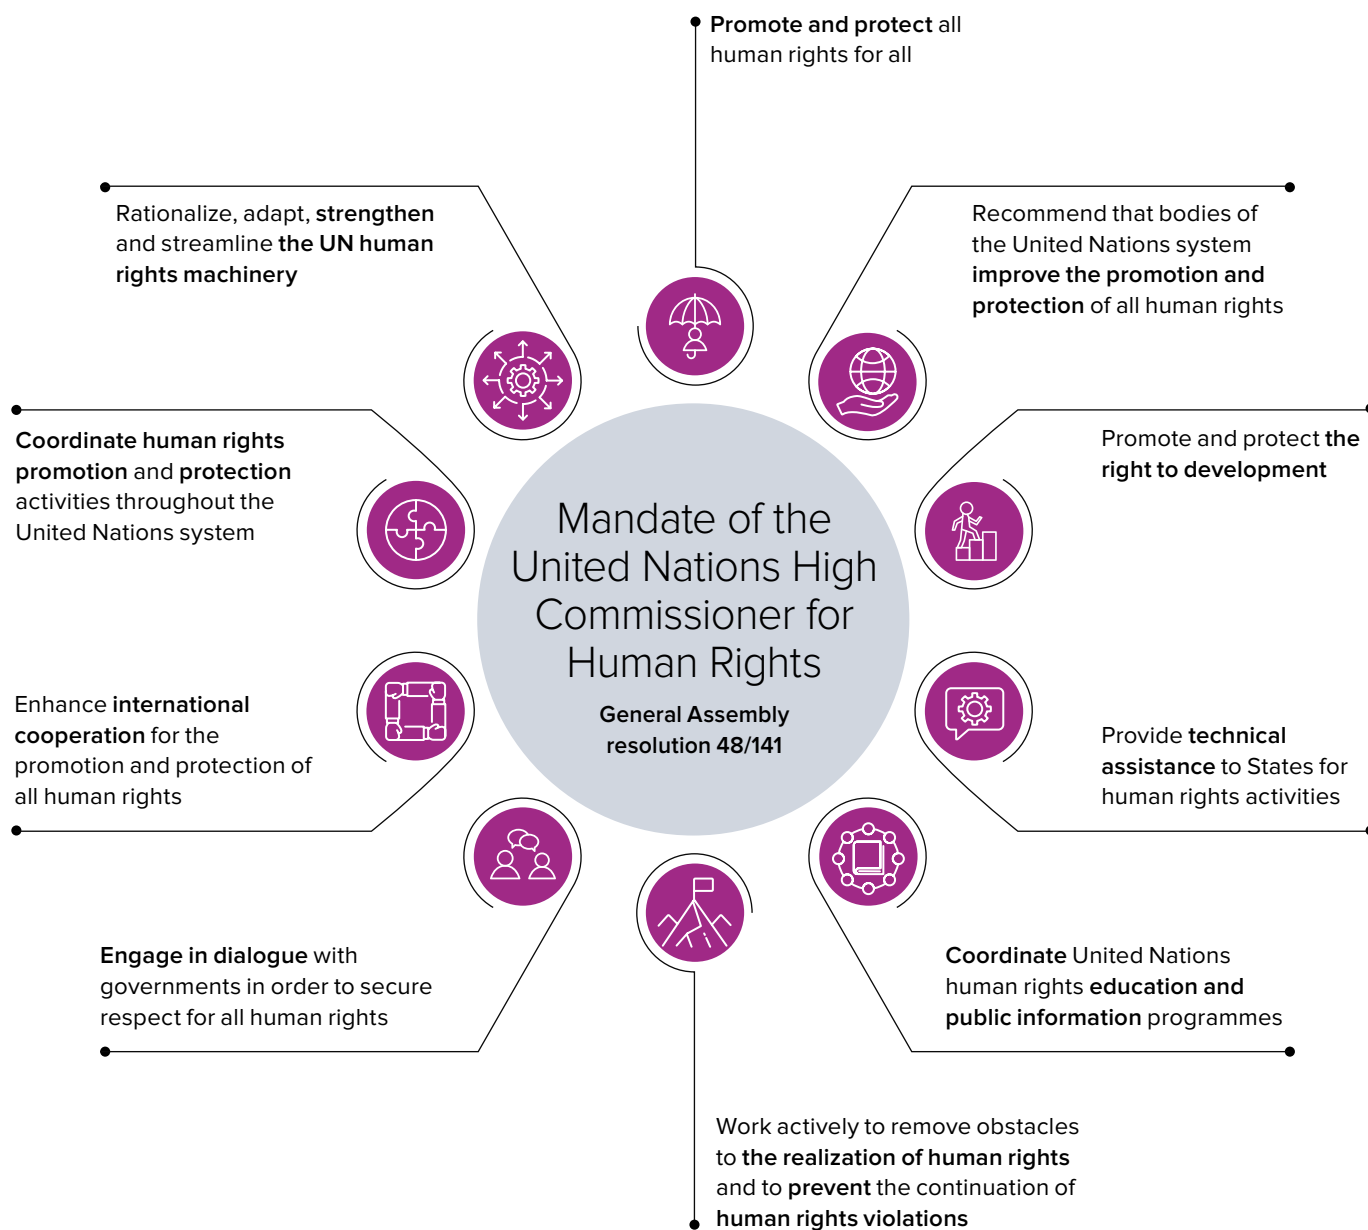 Promote and protect all
human rights for all
Recommend that bodies of
the United Nations system
improve the promotion and
protection of all human rights
Promote and protect the
right to development
Provide technical
assistance to States for
human rights activities
Coordinate United Nations
human rights education and
public information programmes
Work actively to remove obstacles
to the realization of human rights
and to prevent the continuation of
human rights violations
Engage in dialogue with
governments in order to secure
respect for all human rights
Enhance international
cooperation for the
promotion and protection of
all human rights
Coordinate human rights
promotion and protection
activities throughout the
United Nations system
Rationalize, adapt, strengthen
and streamline the UN human
rights machinery
Mandate of the
United Nations High
Commissioner for
Human Rights
General Assembly
resolution 48/141